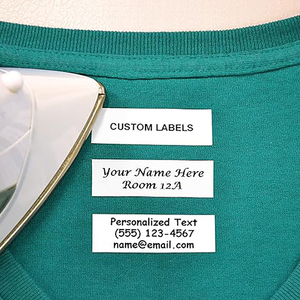 CUSTOM LABELS
Your Name Here
Room 12A
Personalized Text
(555) 123-4567
name@email.com